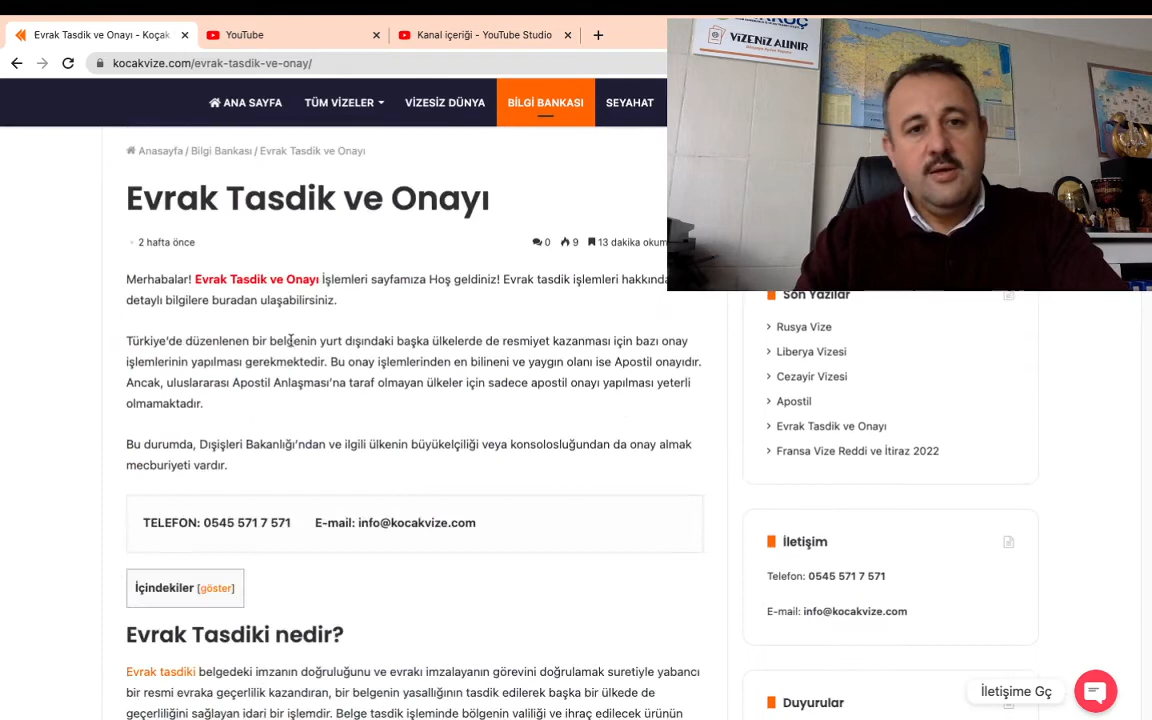 Evrak Tasdik ve Onayı - Koçak
YouTube
Kanal içeriği - YouTube Studio
kocakvize.com/evrak-tasdik-ve-onay/
ANA SAYFA
TÜM VİZELER
VİZESİZ DÜNYA
BİLGİ BANKASI
SEYAHAT
VİZENİZ ALINIR
Anasayfa / Bilgi Bankası / Evrak Tasdik ve Onayı
Evrak Tasdik ve Onayı
2 hafta önce
0
9
13 dakika okum
Merhabalar! Evrak Tasdik ve Onayı İşlemleri sayfamıza Hoş geldiniz! Evrak tasdik işlemleri hakkında
detaylı bilgilere buradan ulaşabilirsiniz.
Türkiye'de düzenlenen bir belgenin yurt dışındaki başka ülkelerde de resmiyet kazanması için bazı onay
işlemlerinin yapılması gerekmektedir. Bu onay işlemlerinden en bilineni ve yaygın olanı ise Apostil onayıdır.
Ancak, uluslararası Apostil Anlaşması'na taraf olmayan ülkeler için sadece apostil onayı yapılması yeterli
olmamaktadır.
Bu durumda, Dışişleri Bakanlığı'ndan ve ilgili ülkenin büyükelçiliği veya konsolosluğundan da onay almak
mecburiyeti vardır.
TELEFON: 0545 571 7 571 E-mail: info@kocakvize.com
İçindekiler [göster]
Evrak Tasdiki nedir?
Evrak tasdiki belgedeki imzanın doğruluğunu ve evrakı imzalayanın görevini doğrulamak suretiyle yabancı
bir resmi evraka geçerlilik kazandıran, bir belgenin yasallığının tasdik edilerek başka bir ülkede de
geçerliliğini sağlayan idari bir işlemdir. Belge tasdik işleminde bölgenin valiliği ve ihraç edilecek ürünün
Son Yazılar
Rusya Vize
Liberya Vizesi
Cezayir Vizesi
Apostil
Evrak Tasdik ve Onayı
Fransa Vize Reddi ve İtiraz 2022
İletişim
Telefon: 0545 571 7 571
E-mail: info@kocakvize.com
İletişime Gç
Duyurular